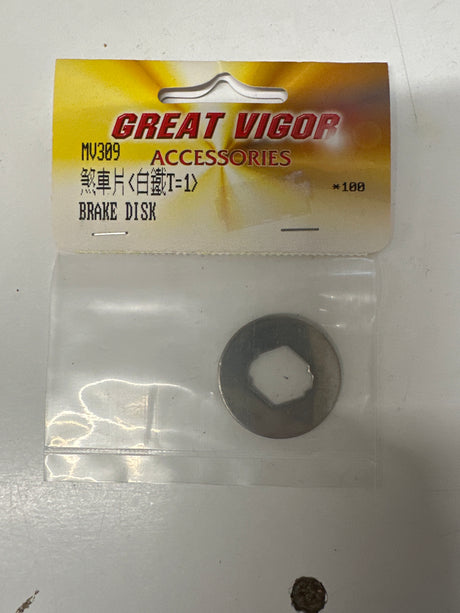 GREAT VIGOR
ACCESSORIES
MV309
煞車片<白鐵T=1>
*100
BRAKE DISK